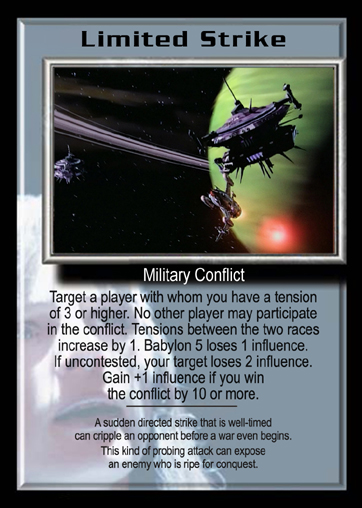 Limited Strike
Military Conflict
Target a player with whom you have a tension
of 3 or higher. No other player may participate
in the conflict. Tensions between the two races
increase by 1. Babylon 5 loses 1 influence.
If uncontested, your target loses 2 influence.
Gain +1 influence if you win
the conflict by 10 or more.
A sudden directed strike that is well-timed
can cripple an opponent before a war even begins.
This kind of probing attack can expose
an enemy who is ripe for conquest.